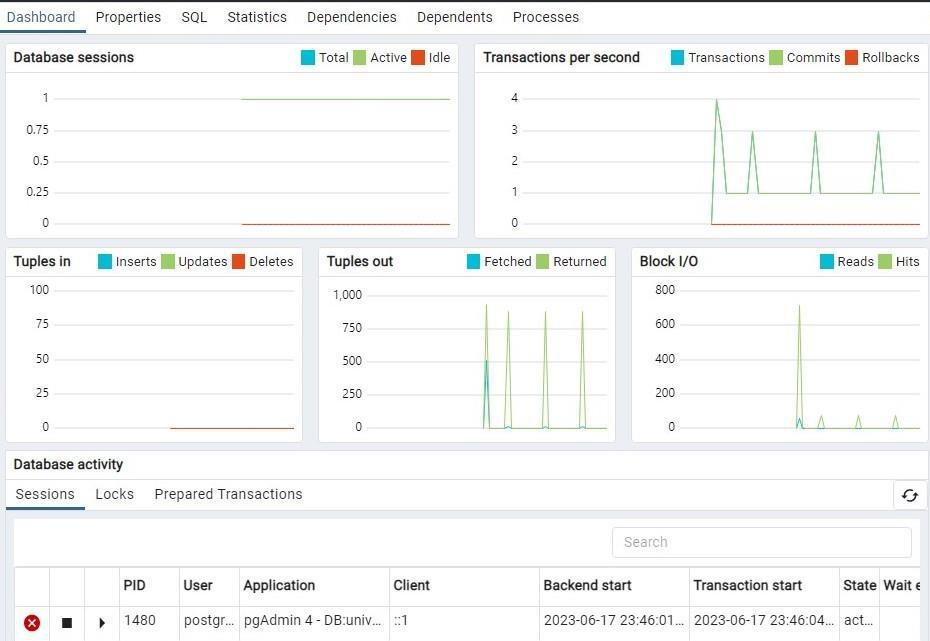 Dashboard Properties SQL Statistics Dependencies Dependents Processes
Database sessions Total Active Idle
1
0.75
0.5
0.25
0
Transactions per second Transactions Commits Rollbacks
4
3
2
1
0
Tuples in Inserts Updates Deletes
100
75
50
25
0
Tuples out Fetched Returned
1,000
750
500
250
0
Block I/O Reads Hits
800
600
400
200
0
Database activity
Sessions Locks Prepared Transactions
Search
PID User Application Client Backend start Transaction start State Wait e
1480 postgr... pgAdmin 4 - DB:univ... ::1 2023-06-17 23:46:01... 2023-06-17 23:46:04... act...